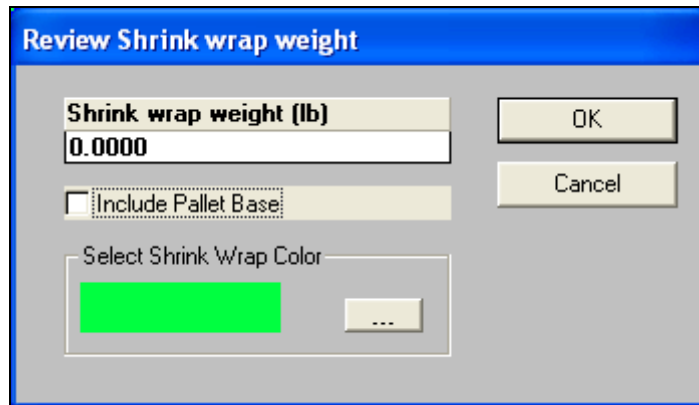 Review Shrink wrap weight
Shrink wrap weight (lb)
0.0000
OK
Cancel
Include Pallet Base
Select Shrink Wrap Color
...